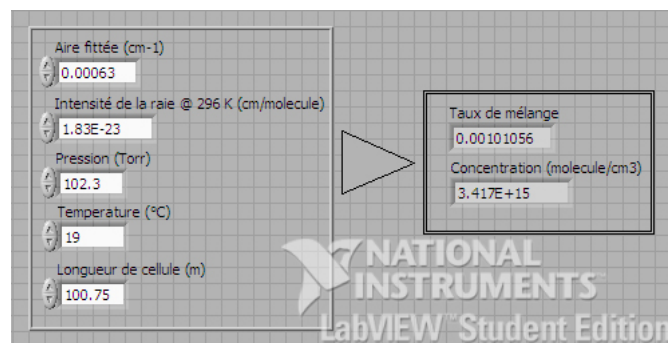 Aire fittée (cm-1)
0.00063
Intensité de la raie @ 296 K (cm/molecule)
1.83E-23
Pression (Torr)
102.3
Temperature (°C)
19
Longueur de cellule (m)
100.75
Taux de mélange
0.00101056
Concentration (molecule/cm3)
3.417E+15
NATIONAL
INSTRUMENTS
LabVIEW™ Student Edition